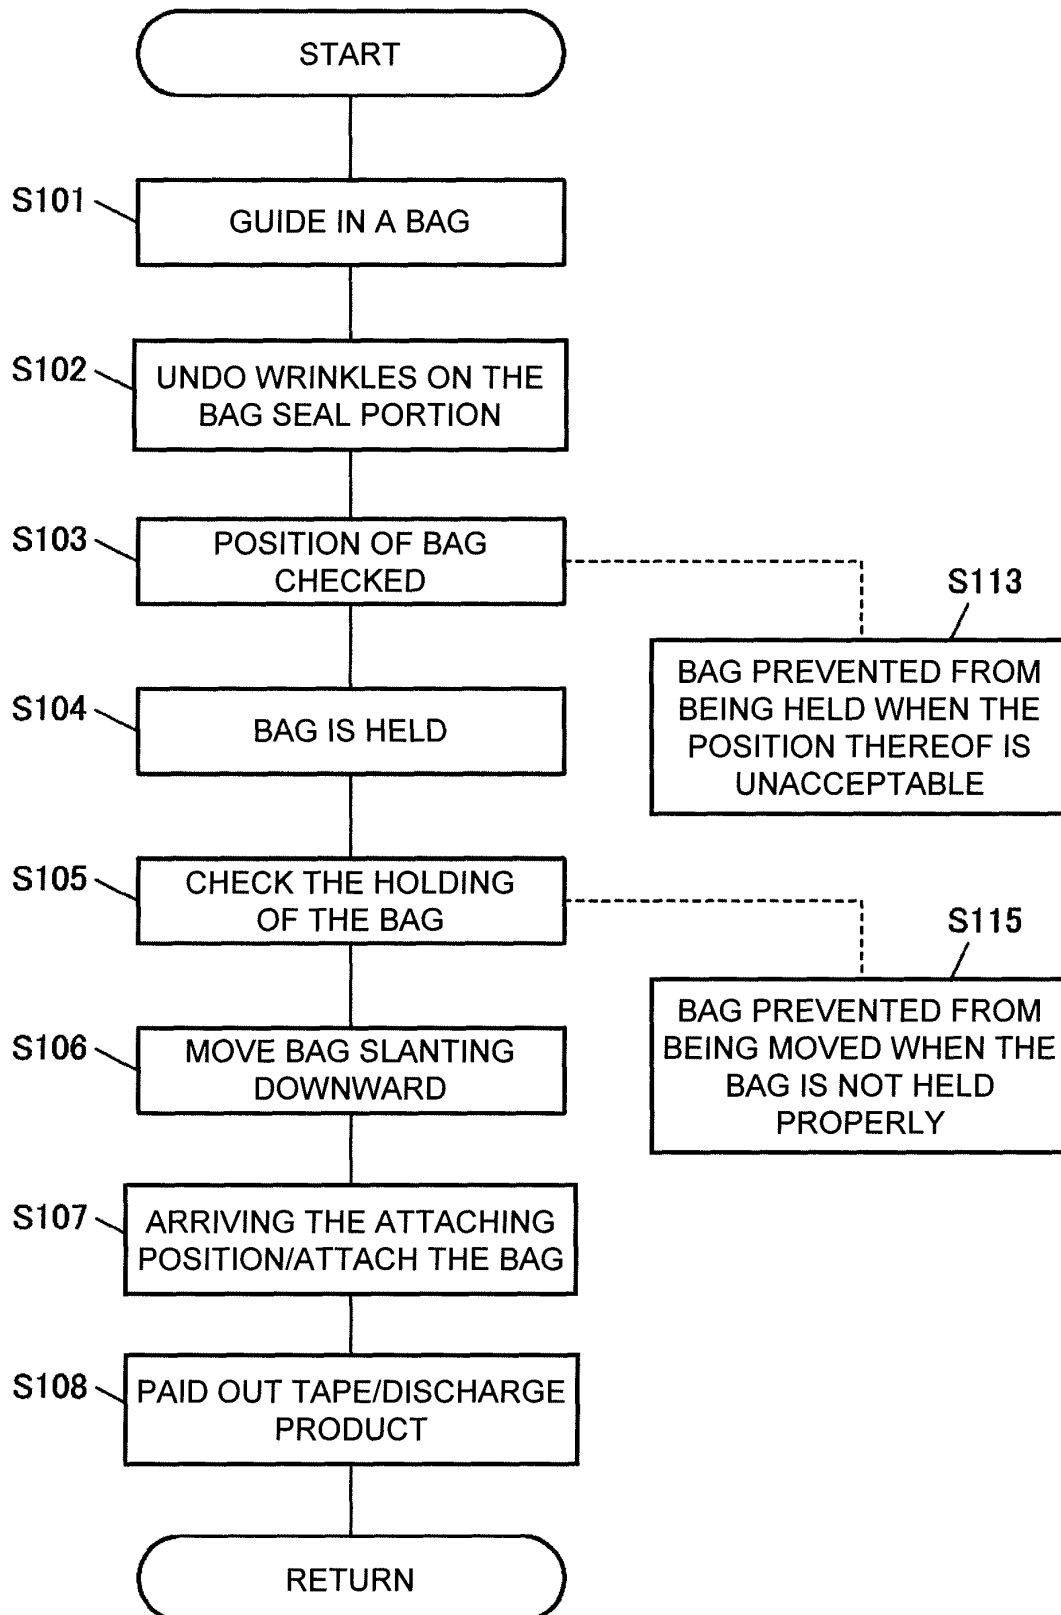 START
S101
GUIDE IN A BAG
S102
UNDO WRINKLES ON THE
BAG SEAL PORTION
S103
POSITION OF BAG
CHECKED
S113
BAG PREVENTED FROM
BEING HELD WHEN THE
POSITION THEREOF IS
UNACCEPTABLE
S104
BAG IS HELD
S105
CHECK THE HOLDING
OF THE BAG
S115
BAG PREVENTED FROM
BEING MOVED WHEN THE
BAG IS NOT HELD
PROPERLY
S106
MOVE BAG SLANTING
DOWNWARD
S107
ARRIVING THE ATTACHING
POSITION/ATTACH THE BAG
S108
PAID OUT TAPE/DISCHARGE
PRODUCT
RETURN